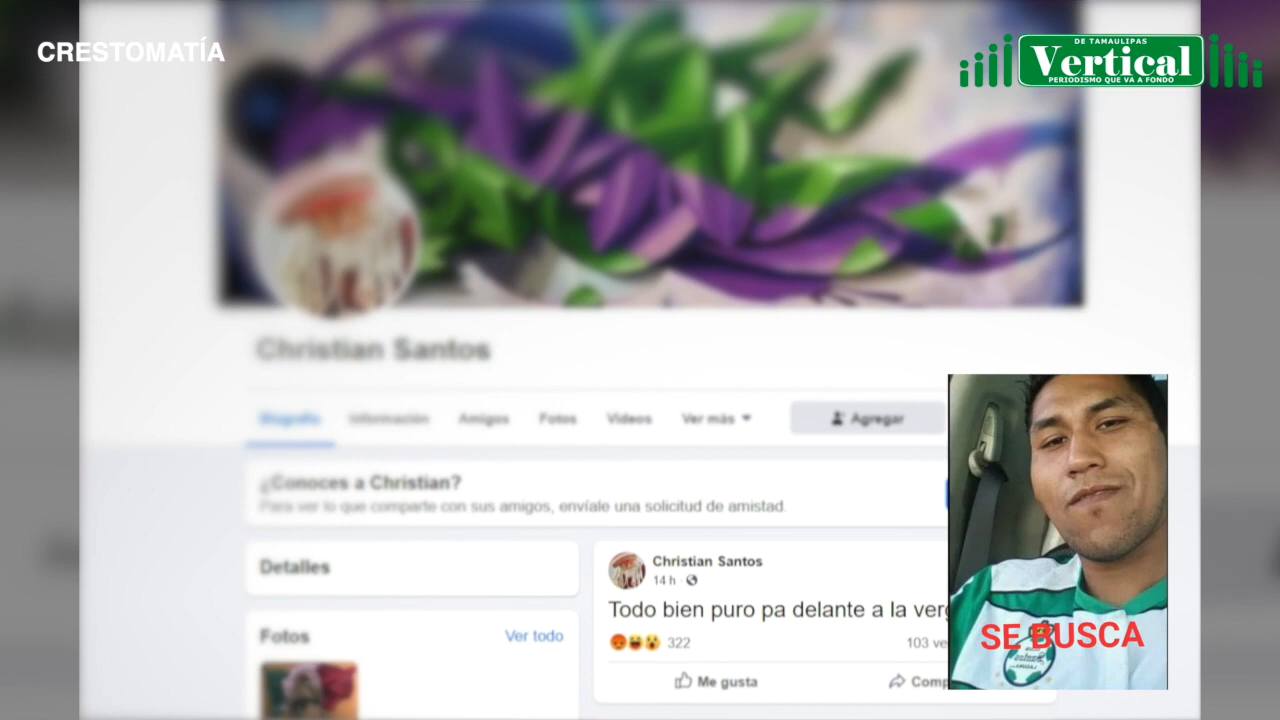 CRESTOMATÍA
DE TAMAULIPAS
Vertical
PERIODISMO QUE VA A FONDO
Christian Santos
Biografía Información Amigos Fotos Videos Ver más Agregar
¿Conoces a Christian?
Para ver lo que comparte con sus amigos, envíale una solicitud de amistad.
Detalles
Christian Santos
14 h ·
Todo bien puro pa delante a la verg
Fotos Ver todo
322 103 ve
Me gusta Comp
SE BUSCA